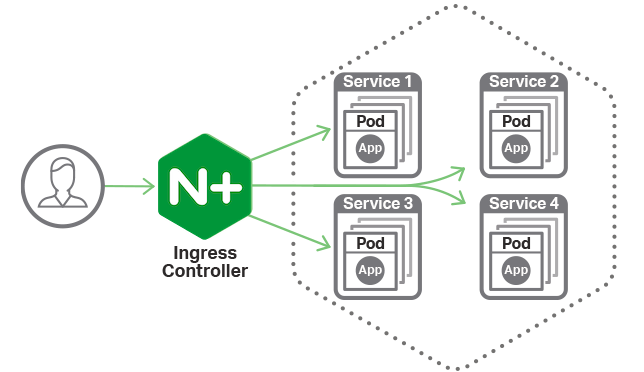 N+
Ingress
Controller
Service 1
Pod
App
Service 2
Pod
App
Service 3
Pod
App
Service 4
Pod
App